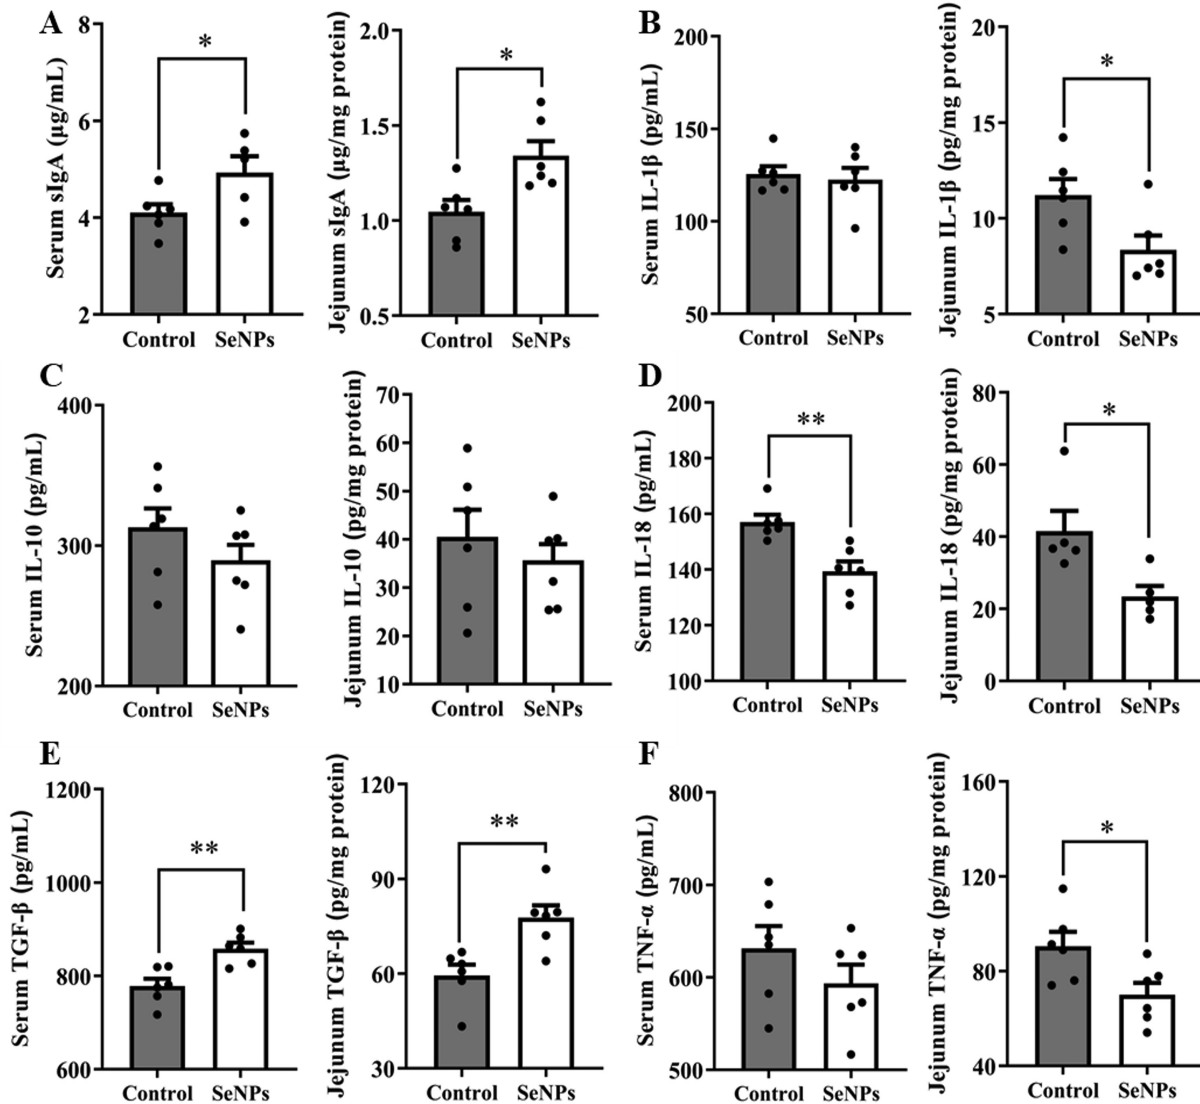 A
Serum sIgA (μg/mL)
8
6
4
2
*
Control SeNPs
Jejunum sIgA (μg/mg protein)
2.0
1.5
1.0
0.5
*
Control SeNPs
B
Serum IL-1β (pg/mL)
200
150
100
50
Control SeNPs
Jejunum IL-1β (pg/mg protein)
20
15
10
5
*
Control SeNPs
C
Serum IL-10 (pg/mL)
400
300
200
Control SeNPs
Jejunum IL-10 (pg/mg protein)
70
60
50
40
30
20
10
Control SeNPs
D
Serum IL-18 (pg/mL)
200
180
160
140
120
100
**
Control SeNPs
Jejunum IL-18 (pg/mg protein)
80
60
40
20
0
*
Control SeNPs
E
Serum TGF-β (pg/mL)
1200
1000
800
600
**
Control SeNPs
Jejunum TGF-β (pg/mg protein)
120
90
60
30
**
Control SeNPs
F
Serum TNF-α (pg/mL)
800
700
600
500
Control SeNPs
Jejunum TNF-α (pg/mg protein)
160
120
80
40
*
Control SeNPs